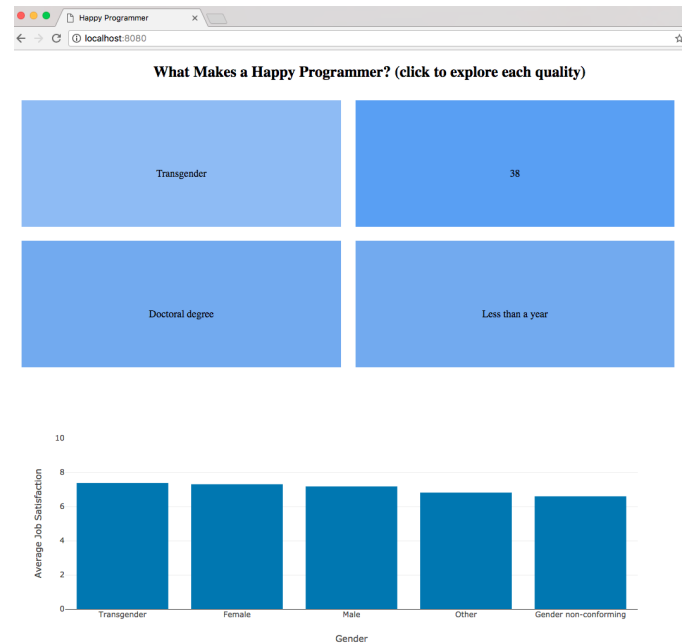 Happy Programmer
localhost:8080
What Makes a Happy Programmer? (click to explore each quality)
Transgender
38
Doctoral degree
Less than a year
10
8
6
4
2
0
Average Job Satisfaction
Transgender Female Male Other Gender non-conforming
Gender